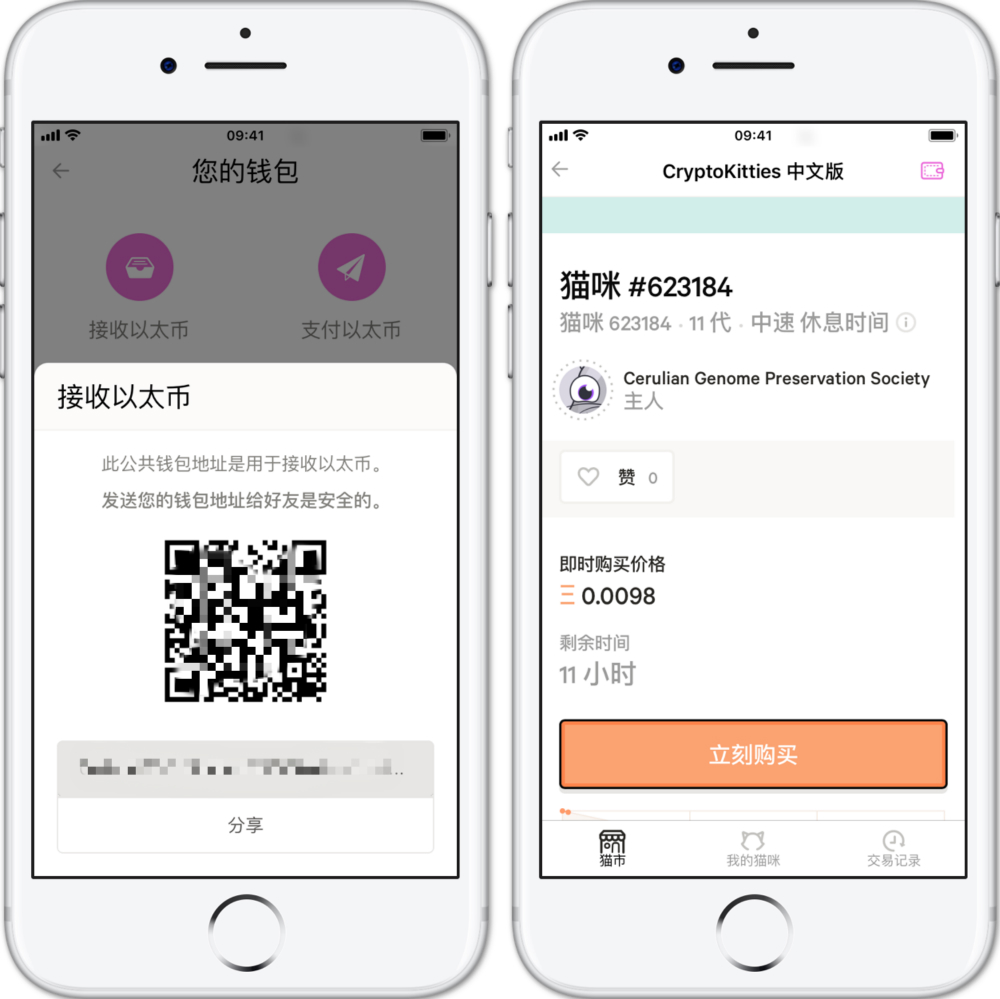 09:41
您的钱包
接收以太币
支付以太币
接收以太币
此公共钱包地址是用于接收以太币。
发送您的钱包地址给好友是安全的。
分享
09:41
CryptoKitties 中文版
猫咪 #623184
猫咪 623184 · 11 代 · 中速 休息时间
Cerulian Genome Preservation Society
主人
赞 0
即时购买价格
0.0098
剩余时间
11 小时
立刻购买
猫市
我的猫咪
交易记录